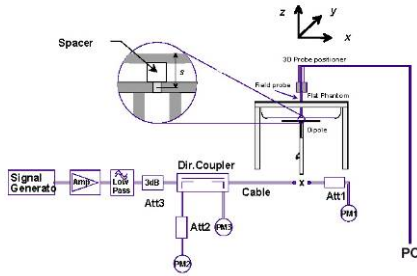 z
y
x
Spacer
s
3D Probe positioner
Field probe
Flat Phantom
Dipole
Signal
Generato
Amp
Low
Pass
3dB
Att3
Dir.Coupler
Cable
x
Att1
PM1
Att2
PM3
PM2
PC